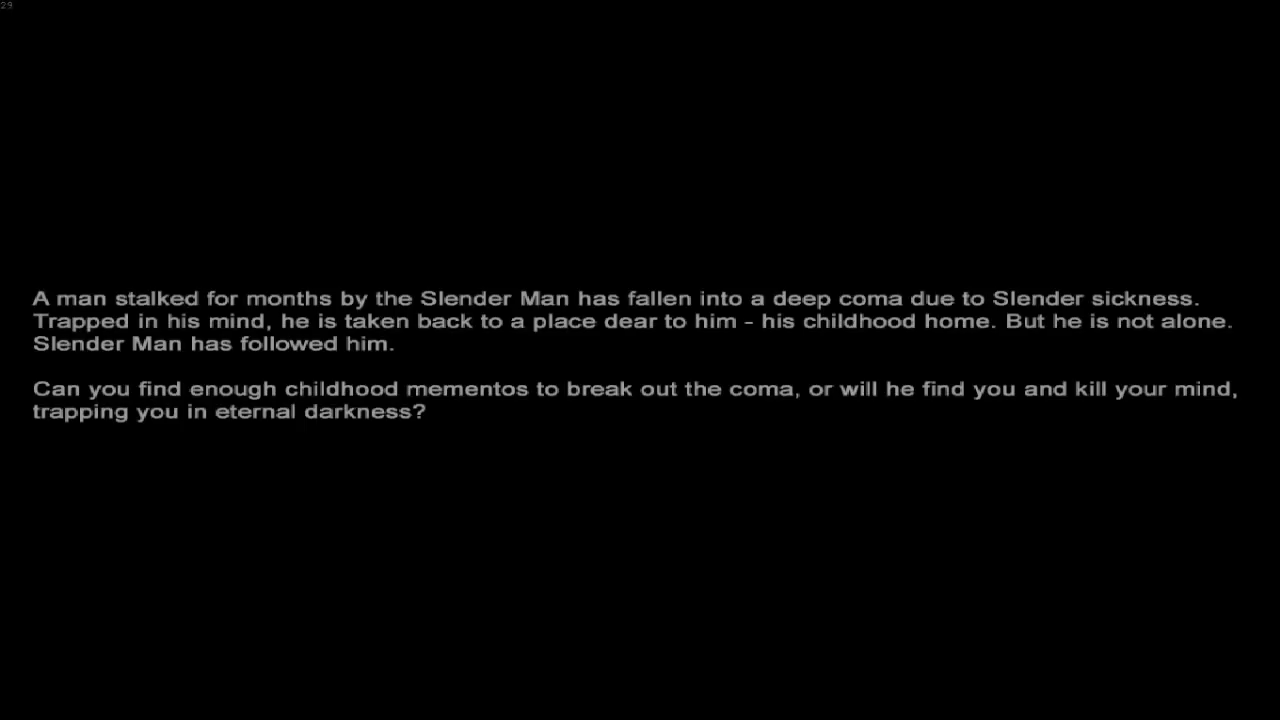 29
A man stalked for months by the Slender Man has fallen into a deep coma due to Slender sickness.
Trapped in his mind, he is taken back to a place dear to him - his childhood home. But he is not alone.
Slender Man has followed him.
Can you find enough childhood mementos to break out the coma, or will he find you and kill your mind,
trapping you in eternal darkness?